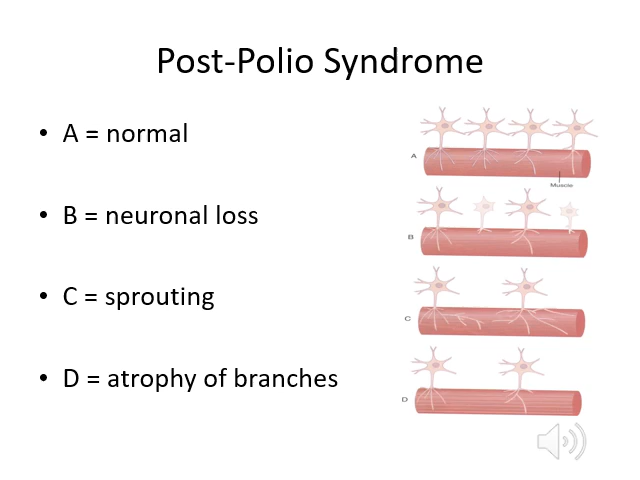 Post-Polio Syndrome
• A = normal
• B = neuronal loss
• C = sprouting
• D = atrophy of branches
A
Muscle
B
C
D